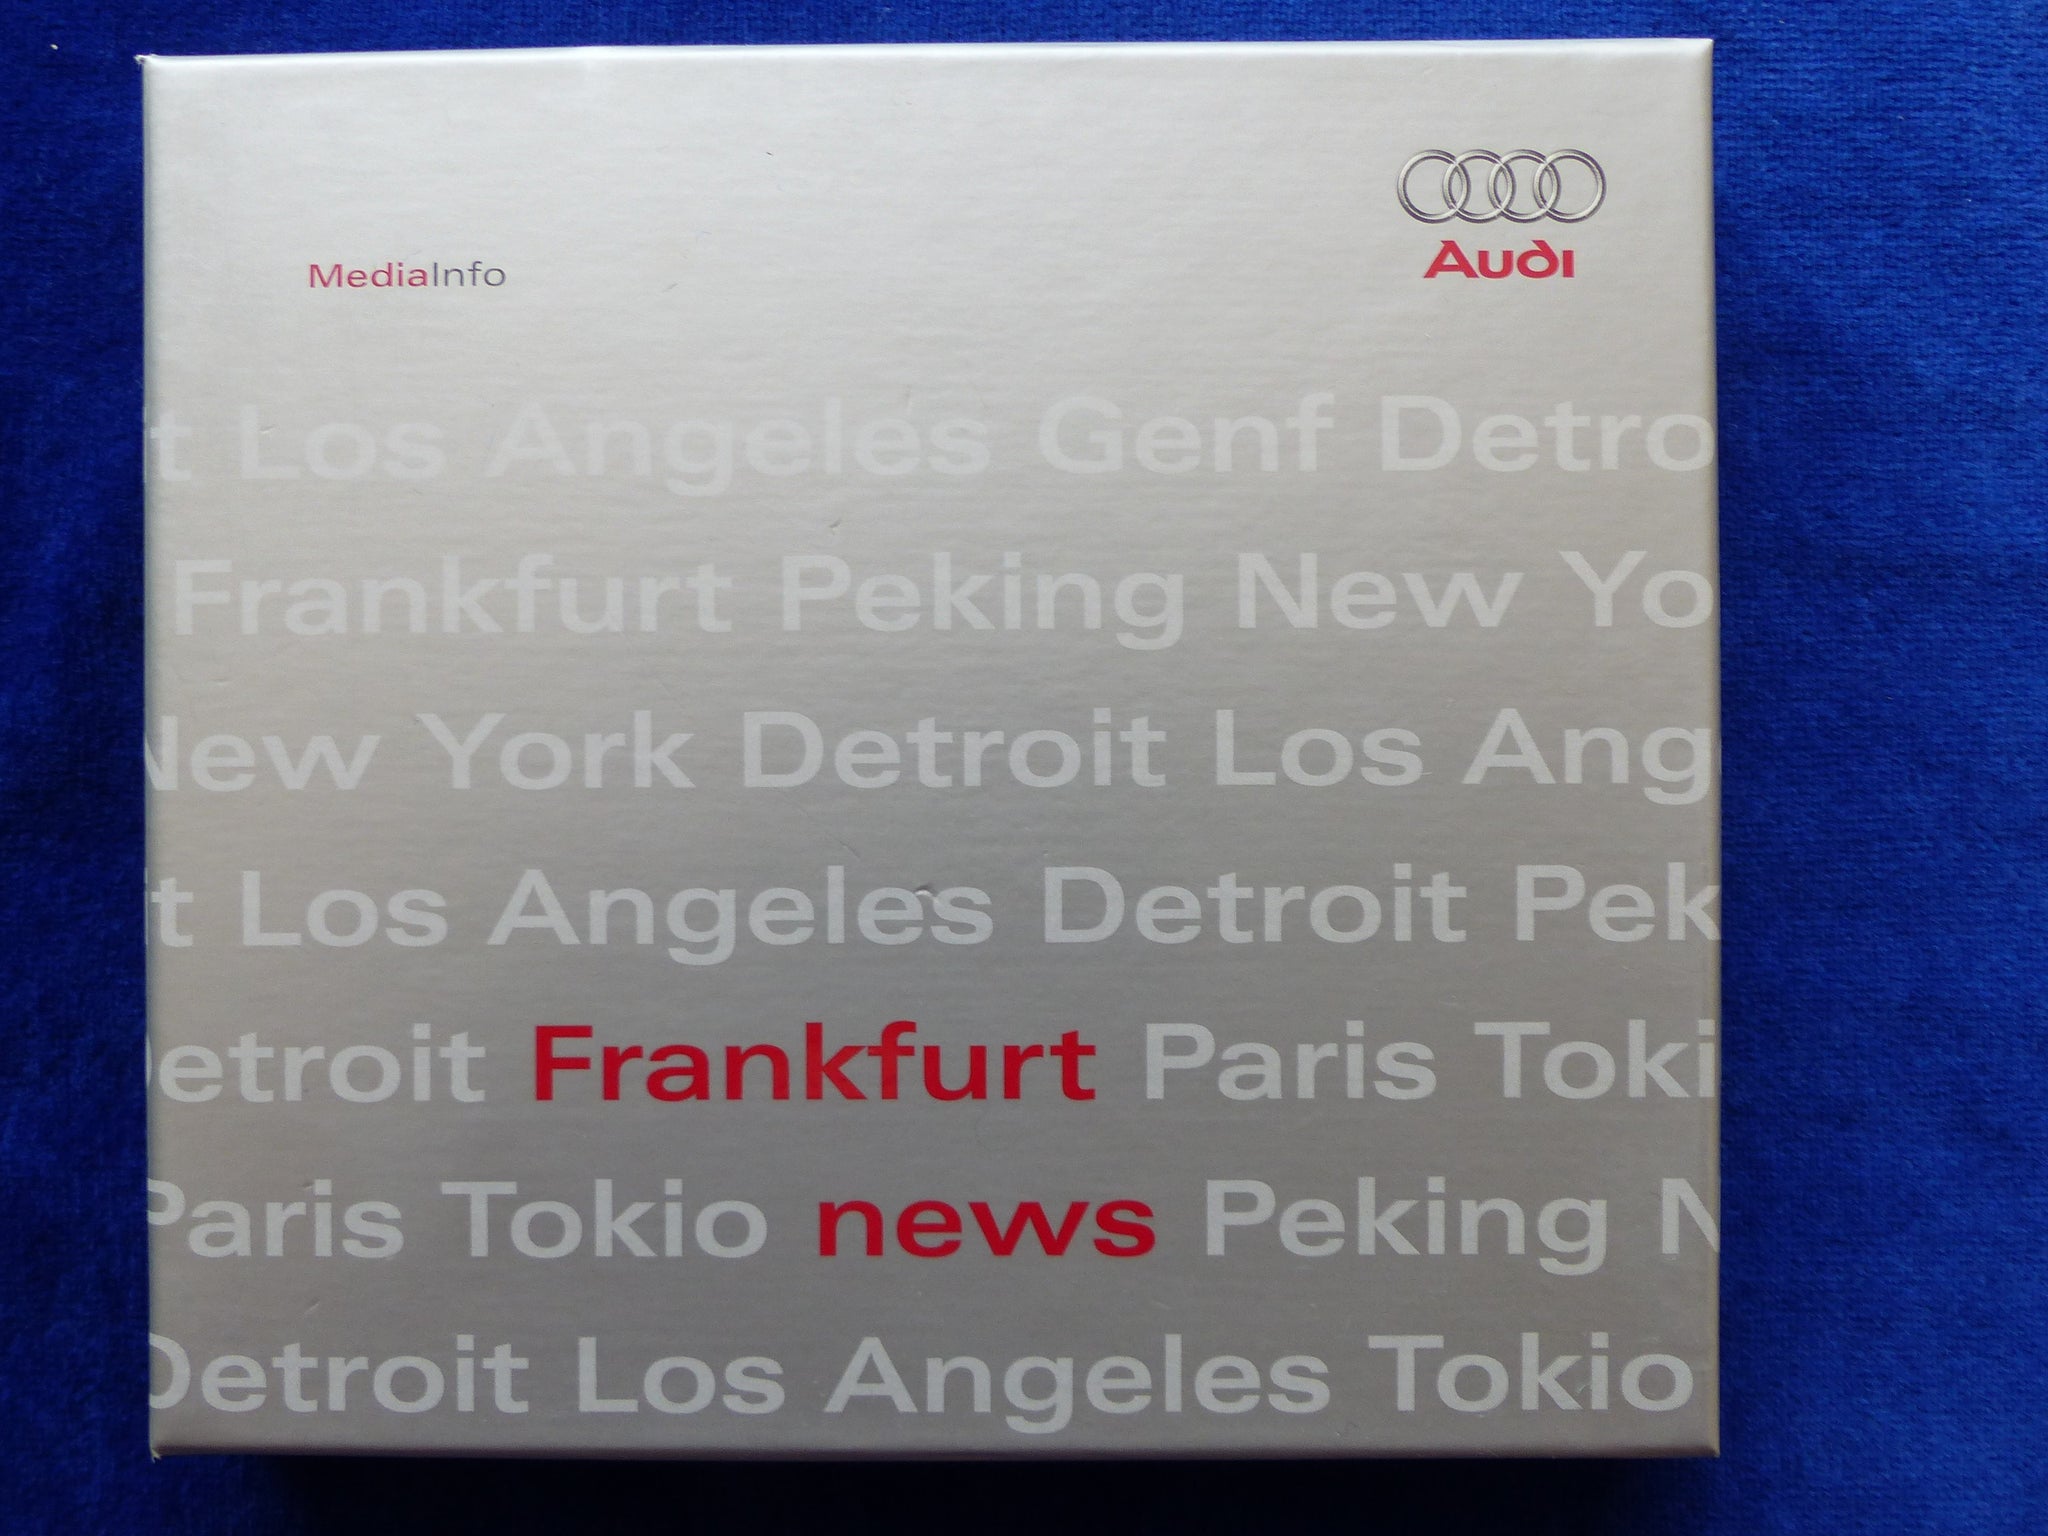 Audi
MediaInfo
t Los Angeles Genf Detro
Frankfurt Peking New Yo
New York Detroit Los Ang
t Los Angeles Detroit Pek
Detroit Frankfurt Paris Toki
Paris Tokio news Peking N
Detroit Los Angeles Tokio